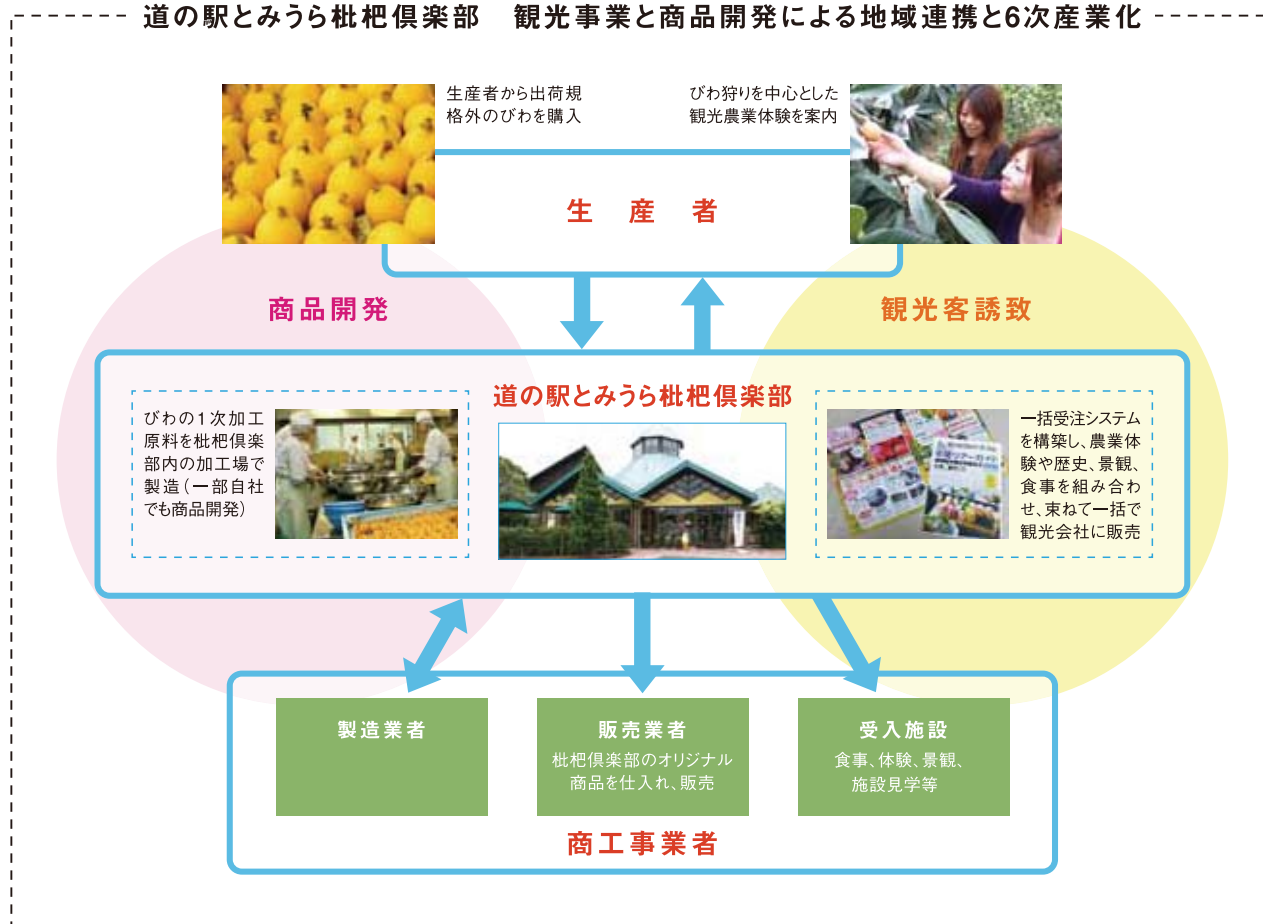 道の駅とみうら枇杷倶楽部　観光事業と商品開発による地域連携と6次産業化
生産者から出荷規
格外のびわを購入
びわ狩りを中心とした
観光農業体験を案内
生産者
商品開発
観光客誘致
道の駅とみうら枇杷倶楽部
びわの1次加工
原料を枇杷倶楽
部内の加工場で
製造（一部自社
でも商品開発）
一括受注システム
を構築し、農業体
験や歴史、景観、
食事を組み合わ
せ、束ねて一括で
観光会社に販売
製造業者
販売業者
枇杷倶楽部のオリジナル
商品を仕入れ、販売
受入施設
食事、体験、景観、
施設見学等
商工事業者